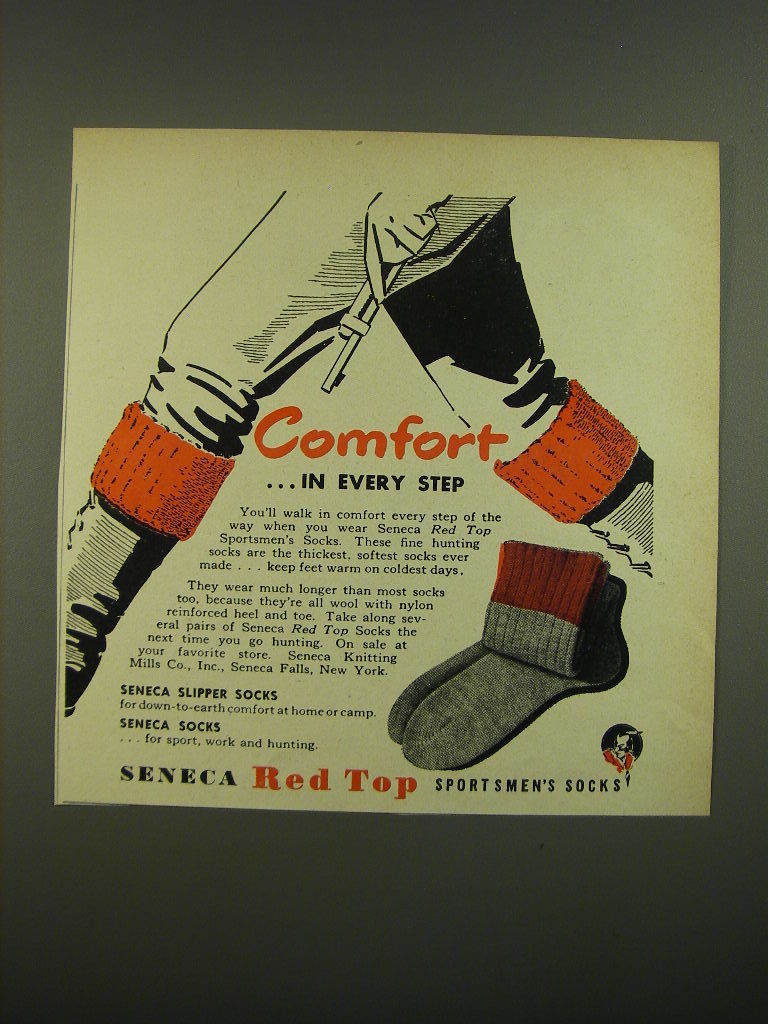 Comfort
...IN EVERY STEP
You'll walk in comfort every step of the
way when you wear Seneca Red Top
Sportsmen's Socks. These fine hunting
socks are the thickest, softest socks ever
made . . . keep feet warm on coldest days.
They wear much longer than most socks
too, because they're all wool with nylon
reinforced heel and toe. Take along sev-
eral pairs of Seneca Red Top Socks the
next time you go hunting. On sale at
your favorite store. Seneca Knitting
Mills Co., Inc., Seneca Falls, New York.
SENECA SLIPPER SOCKS
for down-to-earth comfort at home or camp.
SENECA SOCKS
. . . for sport, work and hunting.
SENECA Red Top SPORTSMEN'S SOCKS